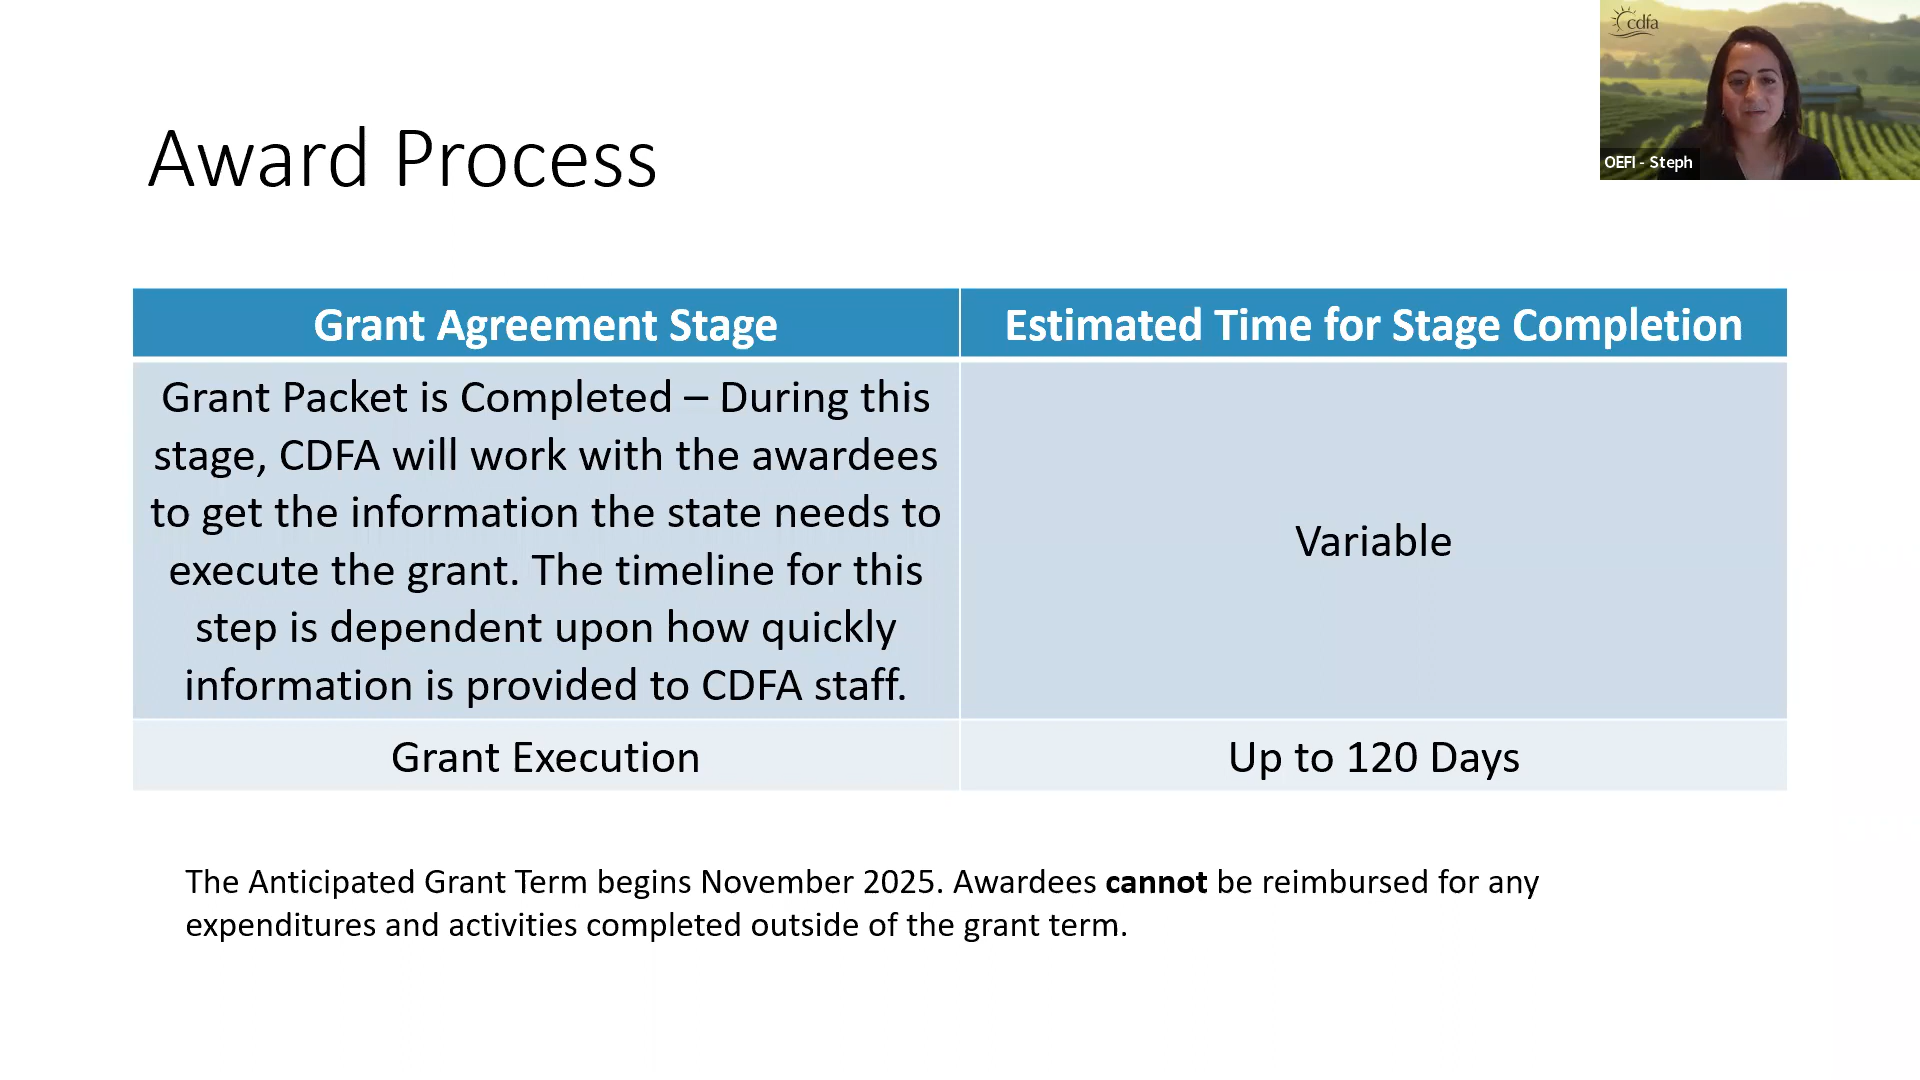 cdfa
OEFI - Steph
Award Process
Grant Agreement Stage
Estimated Time for Stage Completion
Grant Packet is Completed – During this
stage, CDFA will work with the awardees
to get the information the state needs to
execute the grant. The timeline for this
step is dependent upon how quickly
information is provided to CDFA staff.
Variable
Grant Execution
Up to 120 Days
The Anticipated Grant Term begins November 2025. Awardees cannot be reimbursed for any
expenditures and activities completed outside of the grant term.